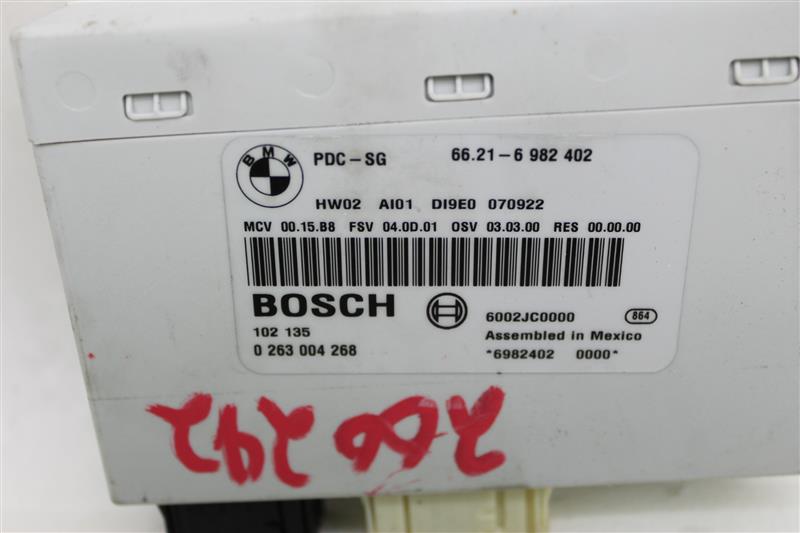 BMW
PDC-SG 66.21-6 982 402
HW02 AI01 DI9E0 070922
MCV 00.15.B8 FSV 04.0D.01 OSV 03.03.00 RES 00.00.00
BOSCH
6002JC0000 864
102 135
Assembled in Mexico
0 263 004 268
*6982402 0000*